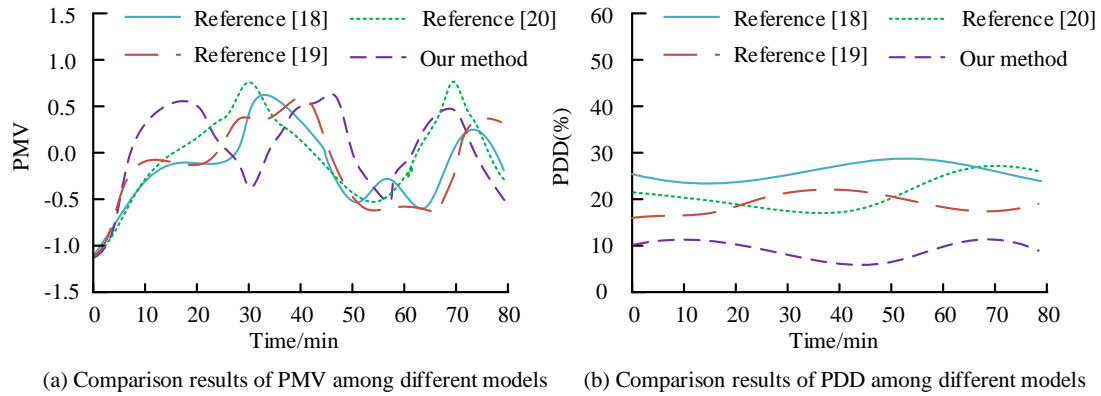 Reference [18]
Reference [20]
Reference [19]
Our method
1.5
1.0
0.5
0.0
-0.5
-1.0
-1.5
PMV
0 10 20 30 40 50 60 70 80
Time/min
(a) Comparison results of PMV among different models
Reference [18]
Reference [20]
Reference [19]
Our method
60
50
40
30
20
10
0
PDD(%)
0 10 20 30 40 50 60 70 80
Time/min
(b) Comparison results of PDD among different models